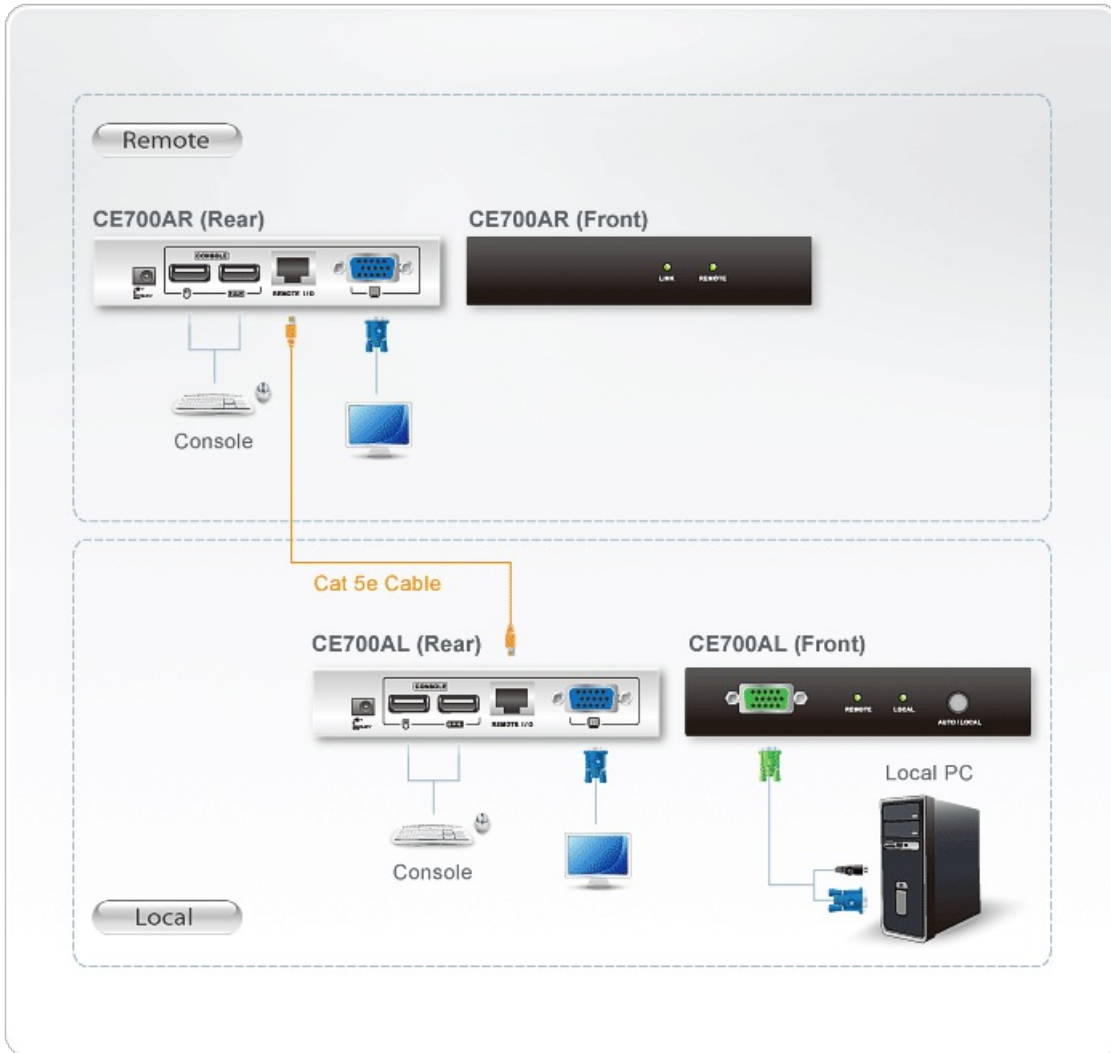 Remote
CE700AR (Rear)
CE700AR (Front)
CONSOLE
REMOTE I/O
LINK
REMOTE
Console
Cat 5e Cable
CE700AL (Rear)
CE700AL (Front)
CONSOLE
REMOTE I/O
REMOTE
LOCAL
AUTO / LOCAL
Local PC
Console
Local